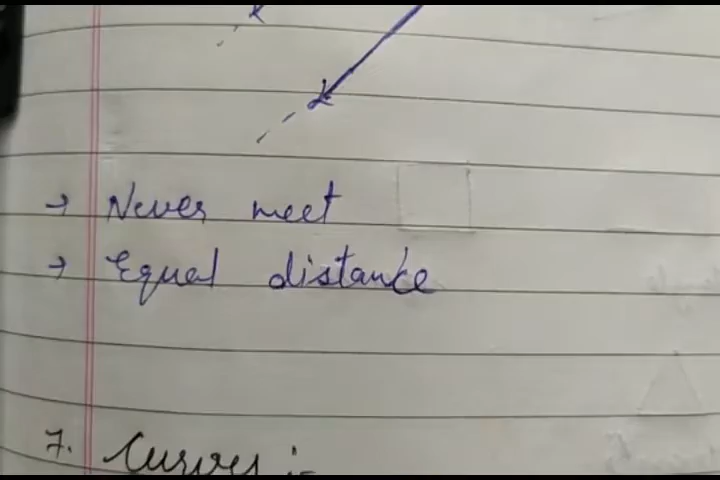 → Never meet
→ Equal distance
7. Curves :-